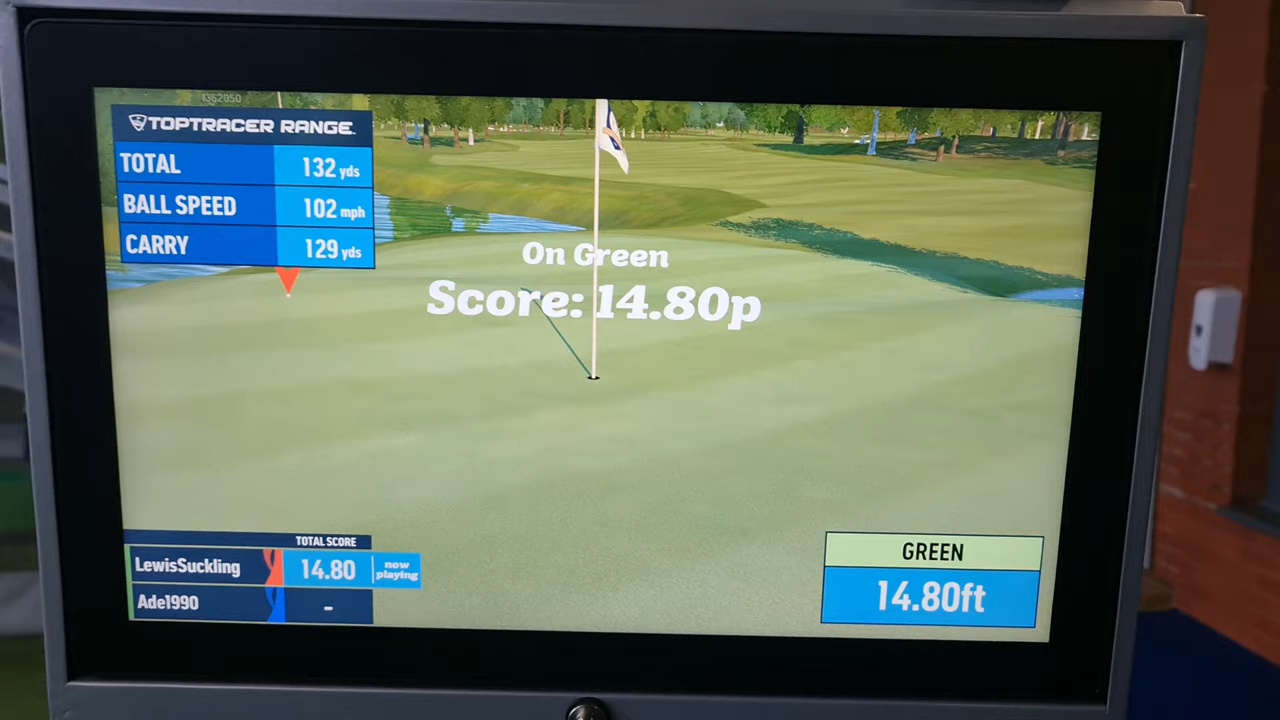 1362050
TOPTRACER RANGE
TOTAL 132 yds
BALL SPEED 102 mph
CARRY 129 yds
On Green
Score: 14.80p
TOTAL SCORE
LewisSuckling 14.80 now playing
Ade1990 –
GREEN
14.80ft